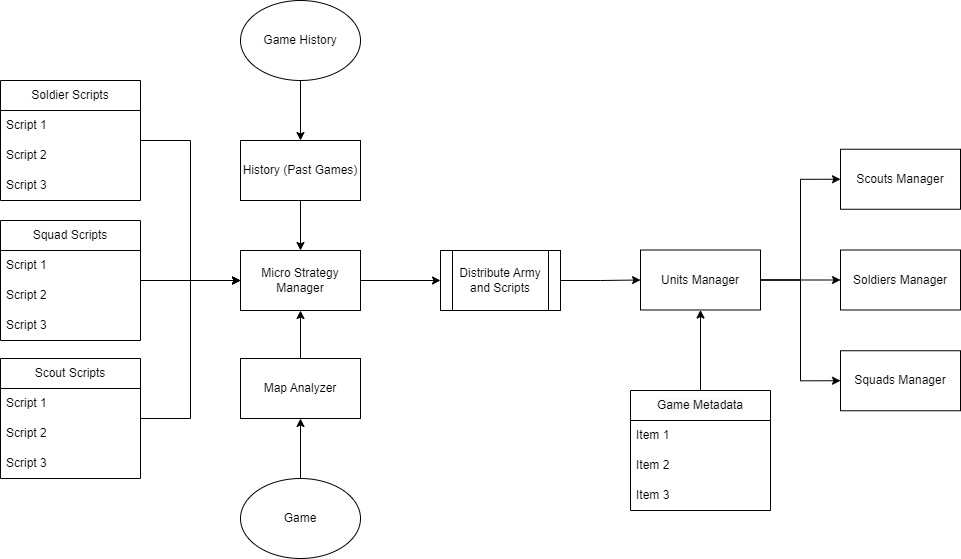 Game History
Soldier Scripts
Script 1
Script 2
Script 3
History (Past Games)
Squad Scripts
Script 1
Script 2
Script 3
Micro Strategy
Manager
Distribute Army
and Scripts
Units Manager
Scouts Manager
Soldiers Manager
Squads Manager
Scout Scripts
Script 1
Script 2
Script 3
Map Analyzer
Game Metadata
Item 1
Item 2
Item 3
Game